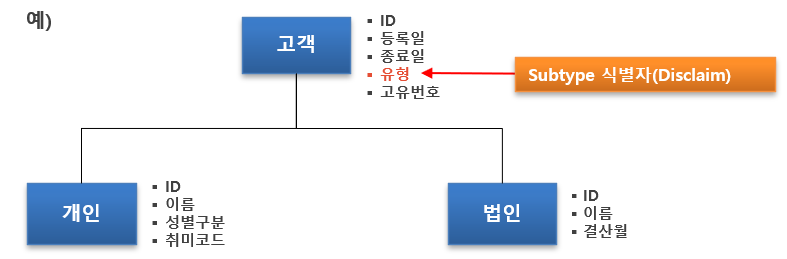 예)
고객
▪ ID
▪ 등록일
▪ 종료일
▪ 유형
▪ 고유번호
Subtype 식별자(Disclaim)
개인
▪ ID
▪ 이름
▪ 성별구분
▪ 취미코드
법인
▪ ID
▪ 이름
▪ 결산월